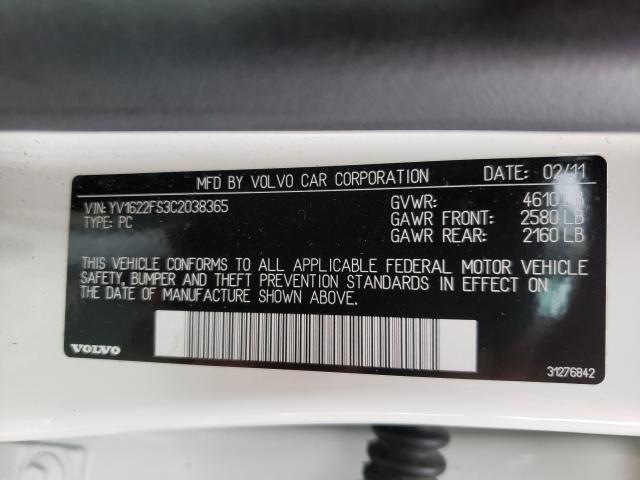 MFD BY VOLVO CAR CORPORATION DATE: 02/11
VIN: YV1622FS3C2038365 GVWR: 4610 LB
TYPE: PC GAWR FRONT: 2580 LB
GAWR REAR: 2160 LB
THIS VEHICLE CONFORMS TO ALL APPLICABLE FEDERAL MOTOR VEHICLE
SAFETY, BUMPER AND THEFT PREVENTION STANDARDS IN EFFECT ON
THE DATE OF MANUFACTURE SHOWN ABOVE.
VOLVO 31276842